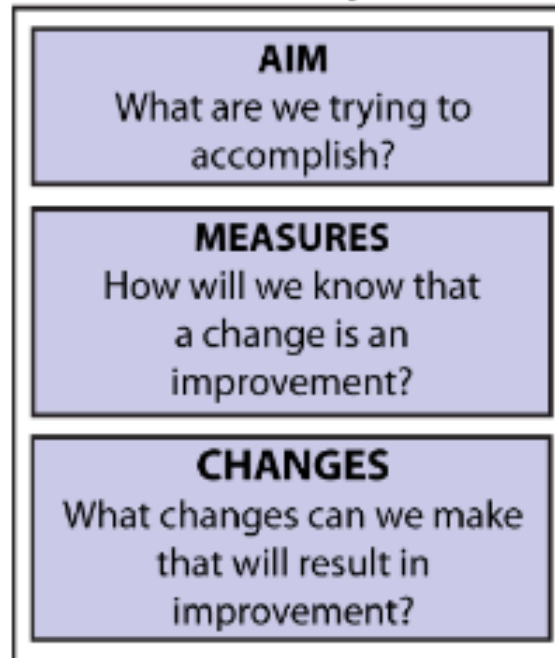 AIM
What are we trying to
accomplish?
MEASURES
How will we know that
a change is an
improvement?
CHANGES
What changes can we make
that will result in
improvement?